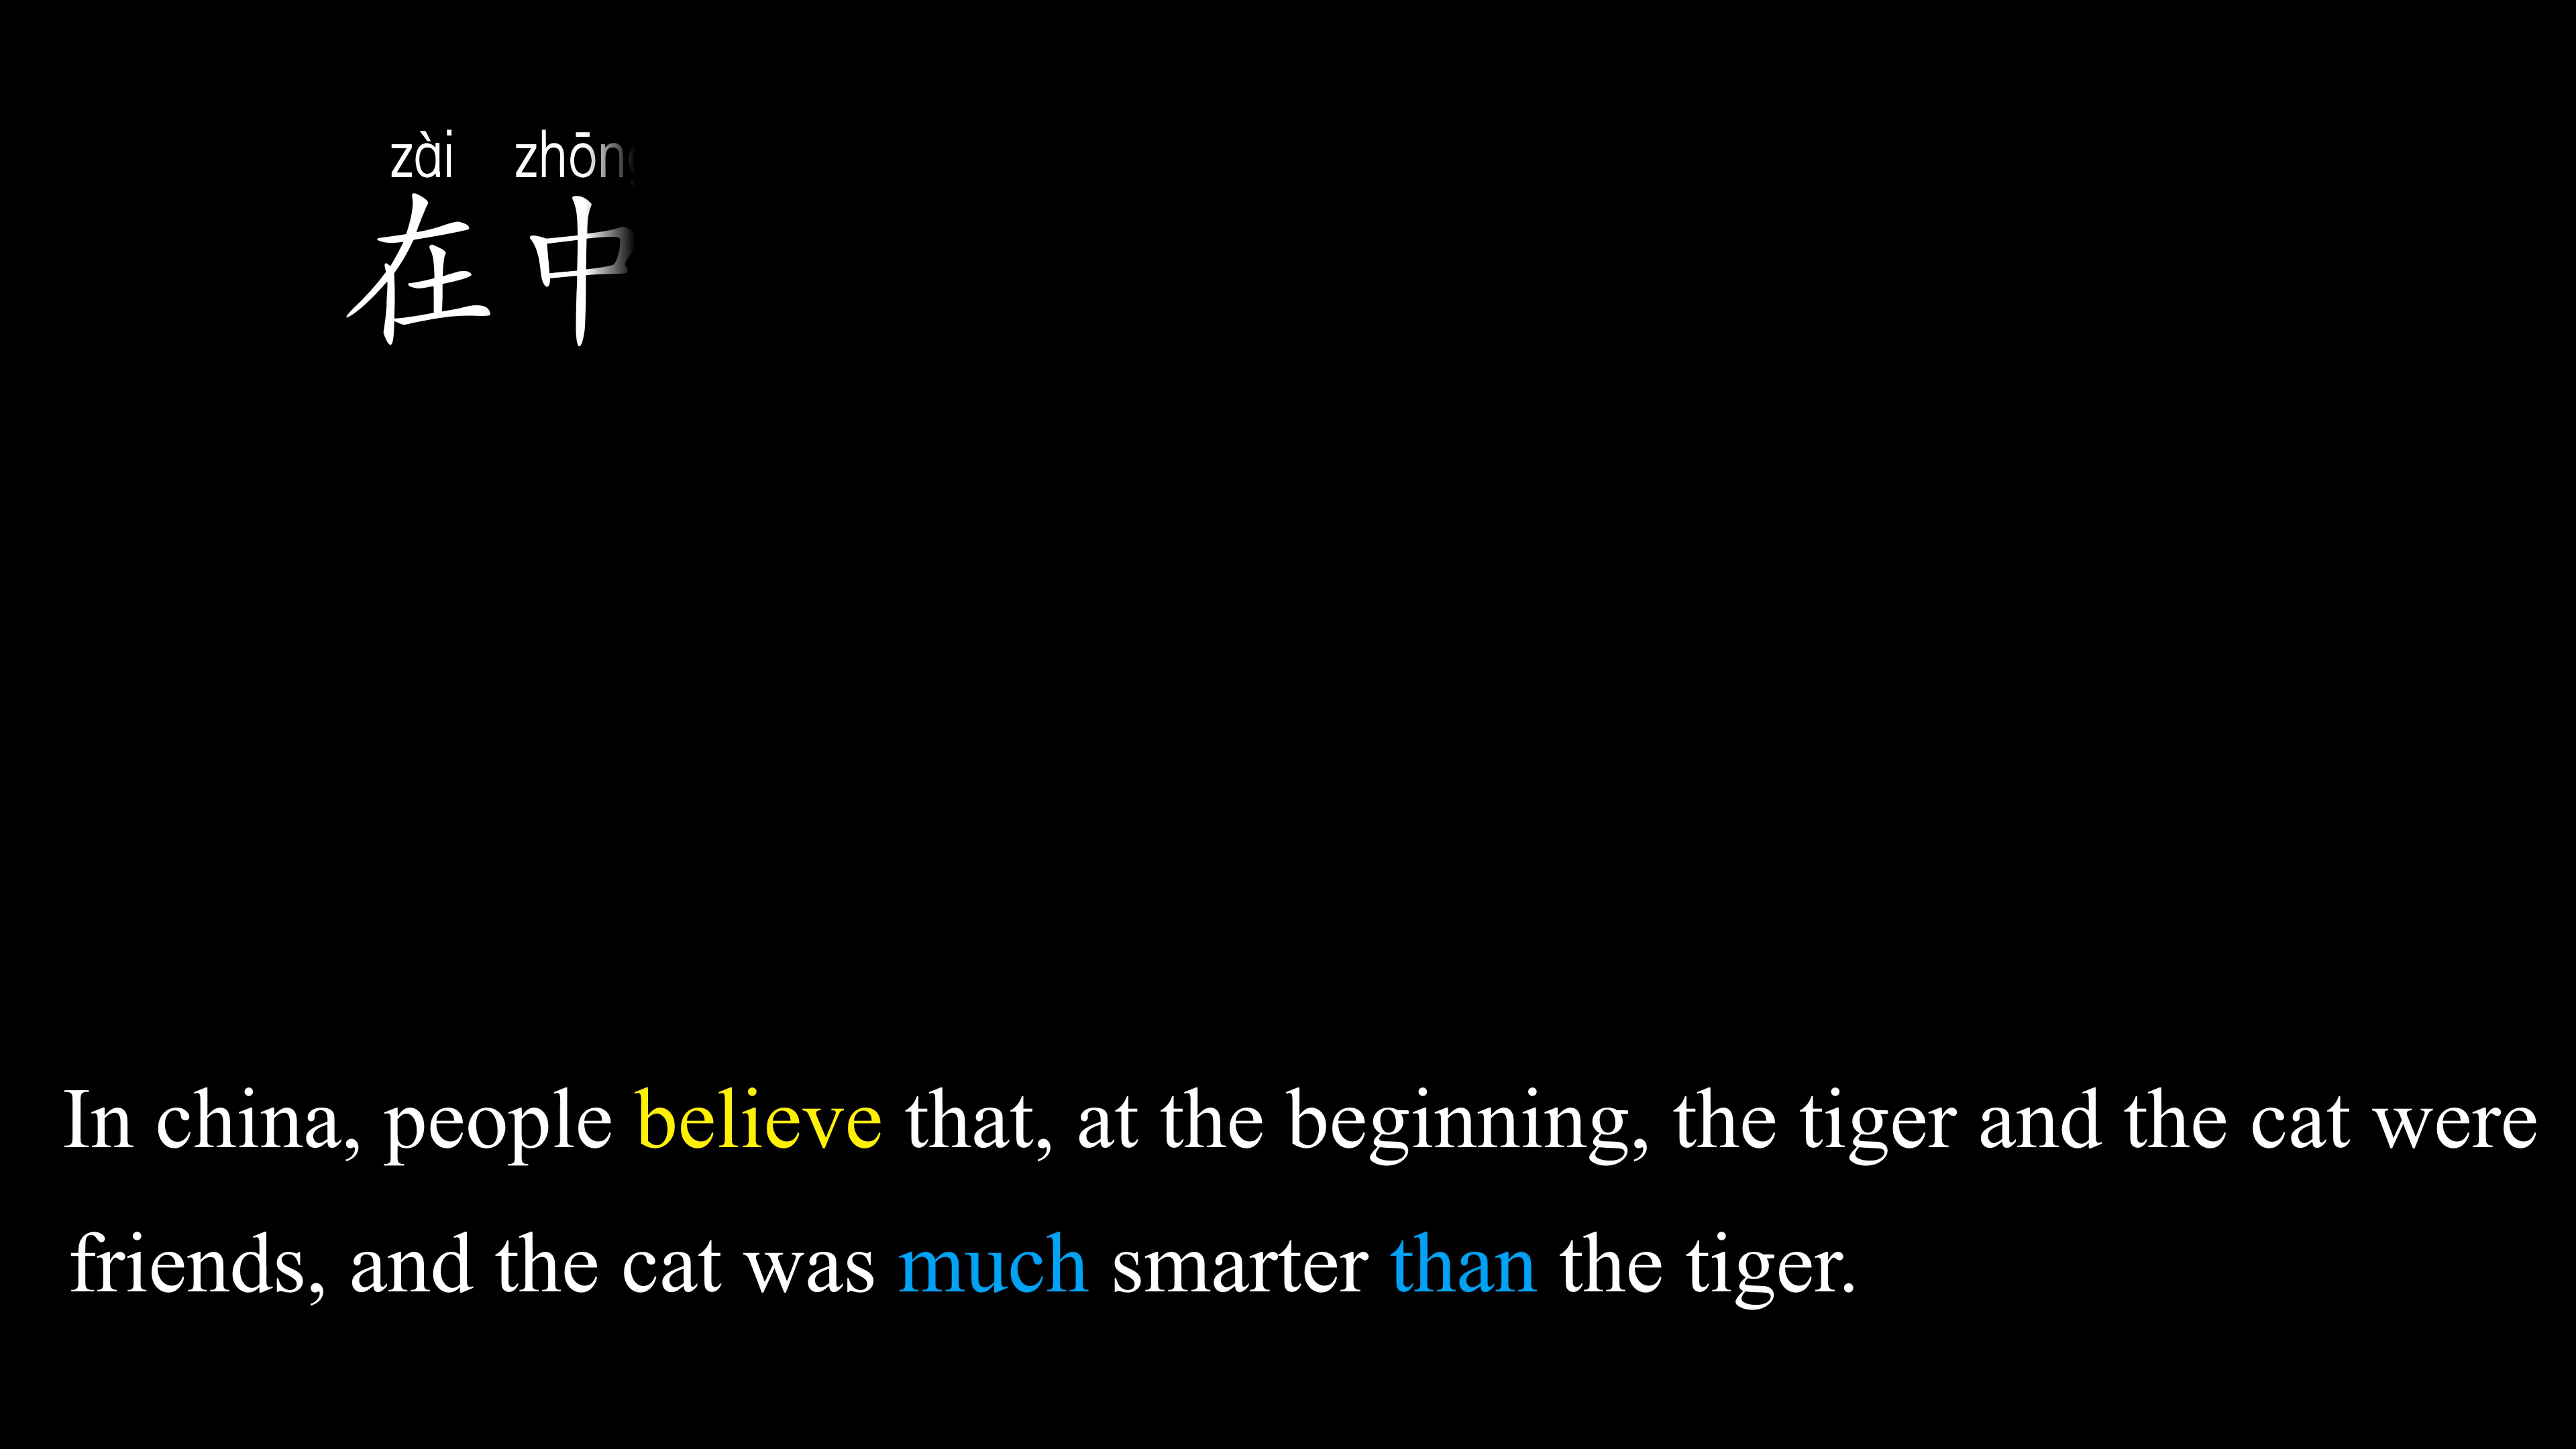 zài zhōng
在中
In china, people believe that, at the beginning, the tiger and the cat were
friends, and the cat was much smarter than the tiger.